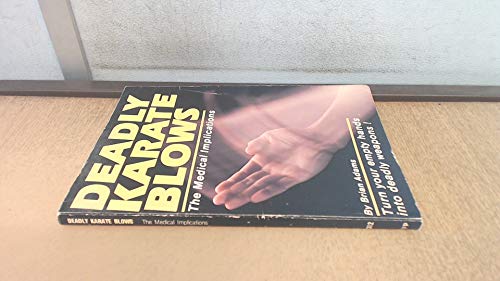 DEADLY
KARATE
BLOWS
The Medical Implications
By Brian Adams
Turn your empty hands
into deadly weapons!
DEADLY KARATE BLOWS The Medical Implications